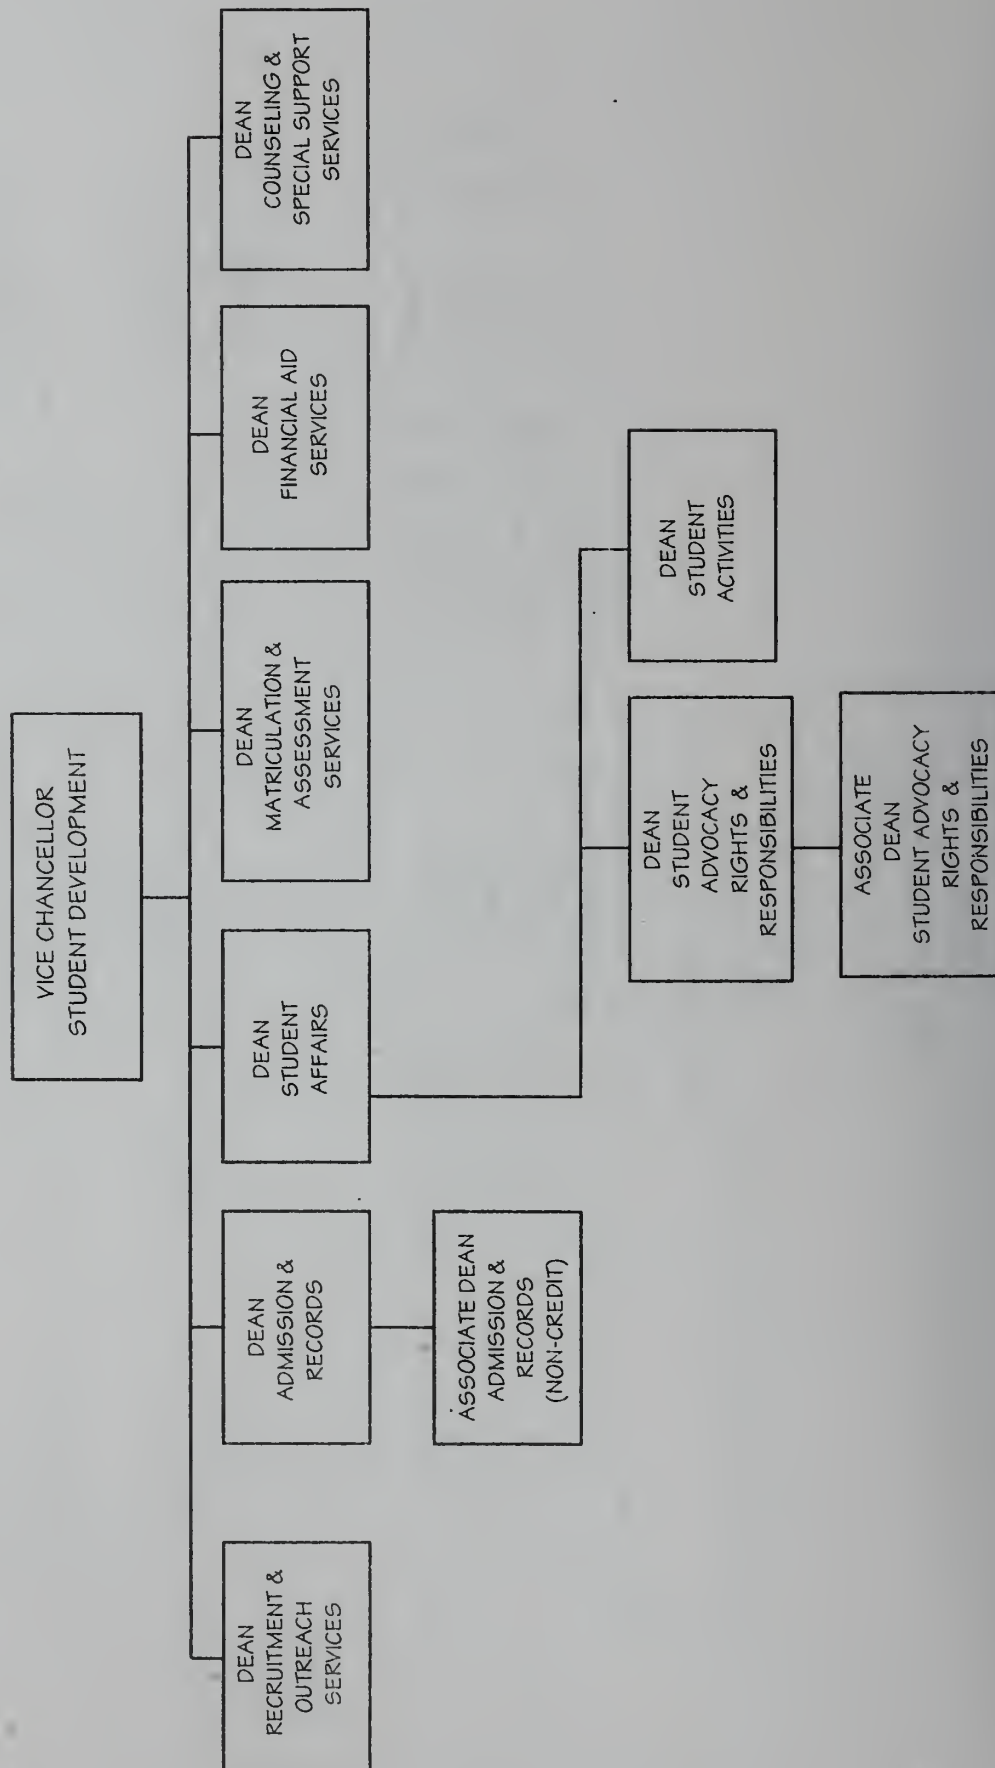 VICE CHANCELLOR
STUDENT DEVELOPMENT
DEAN
RECRUITMENT &
OUTREACH
SERVICES
DEAN
ADMISSION &
RECORDS
DEAN
STUDENT
AFFAIRS
DEAN
MATRICULATION &
ASSESSMENT
SERVICES
DEAN
FINANCIAL AID
SERVICES
DEAN
COUNSELING &
SPECIAL SUPPORT
SERVICES
ASSOCIATE DEAN
ADMISSION &
RECORDS
(NON-CREDIT)
DEAN
STUDENT
ADVOCACY
RIGHTS &
RESPONSIBILITIES
DEAN
STUDENT
ACTIVITIES
ASSOCIATE
DEAN
STUDENT ADVOCACY
RIGHTS &
RESPONSIBILITIES